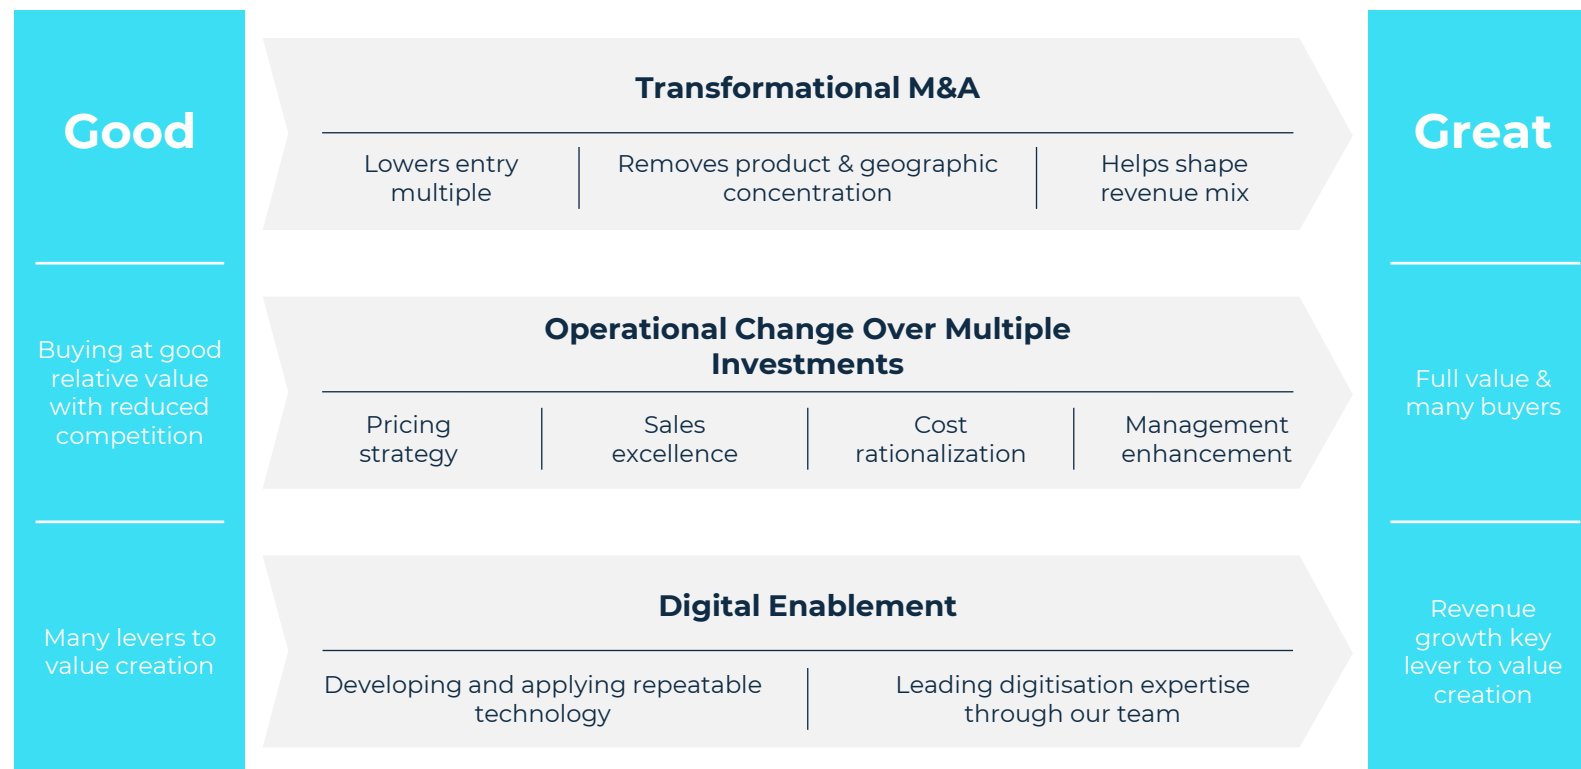 Good
Buying at good
relative value
with reduced
competition
Many levers to
value creation
Transformational M&A
Lowers entry
multiple
Removes product & geographic
concentration
Helps shape
revenue mix
Operational Change Over Multiple
Investments
Pricing
strategy
Sales
excellence
Cost
rationalization
Management
enhancement
Digital Enablement
Developing and applying repeatable
technology
Leading digitisation expertise
through our team
Great
Full value &
many buyers
Revenue
growth key
lever to value
creation